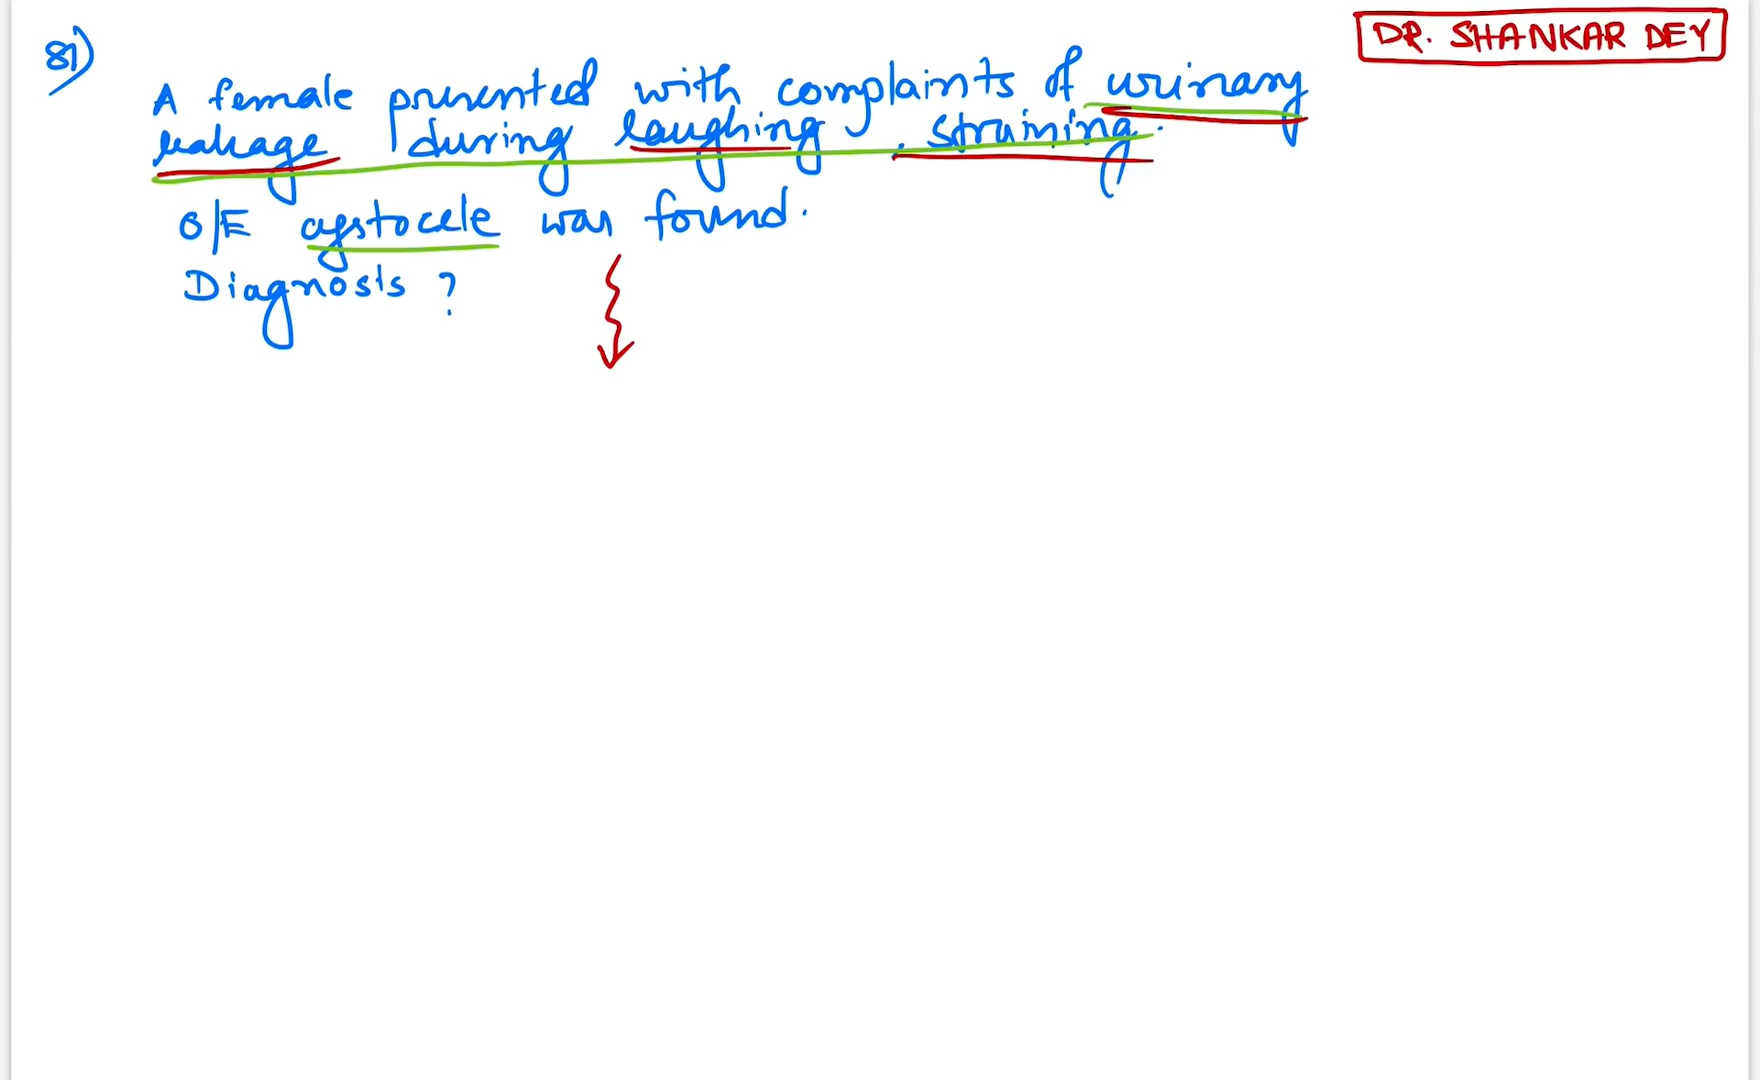 81)
DR. SHANKAR DEY
A female presented with complaints of urinary
leakage during laughing, straining.
O/E cystocele was found.
Diagnosis ?